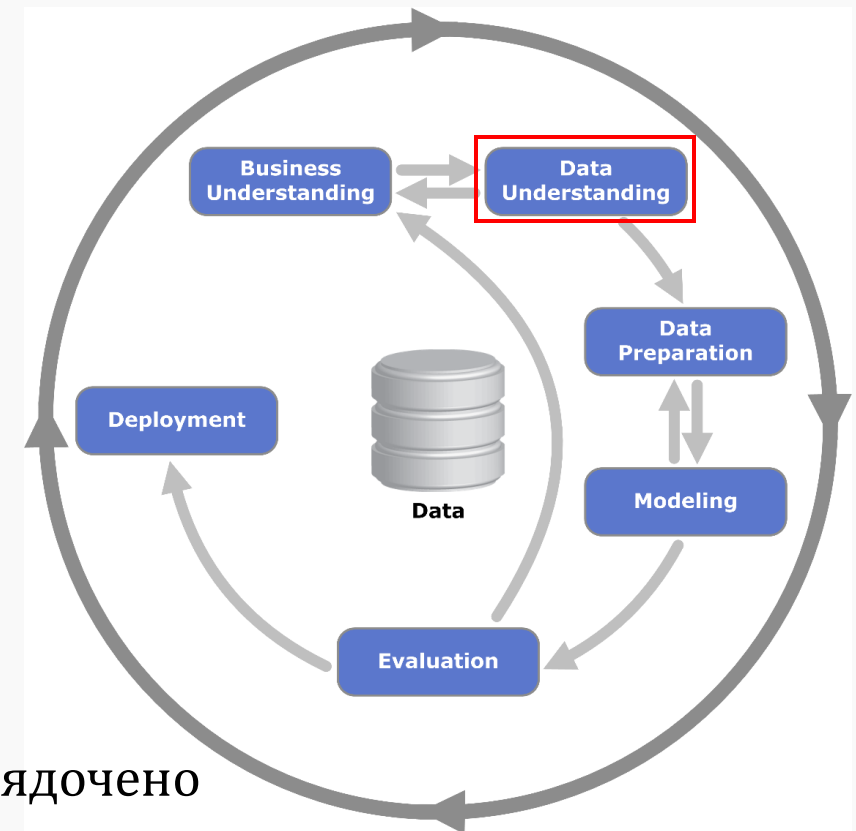 Business
Understanding
Data
Understanding
Data
Preparation
Deployment
Modeling
Data
Evaluation
ядочено